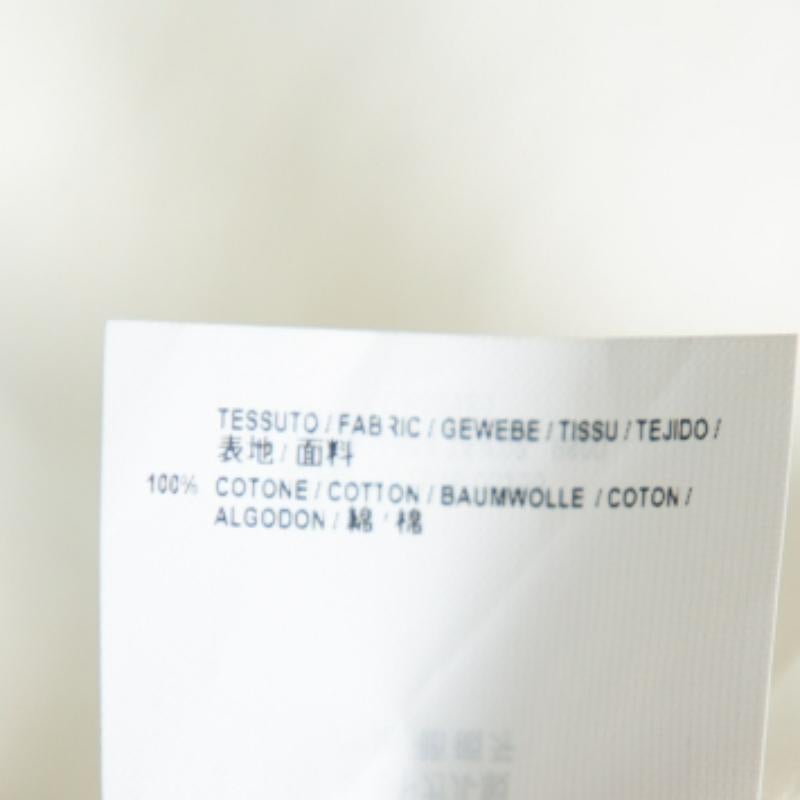 TESSUTO / FABRIC / GEWEBE / TISSU / TEJIDO /
表地 / 面料
100% COTONE / COTTON / BAUMWOLLE / COTON /
ALGODON / 綿 / 棉